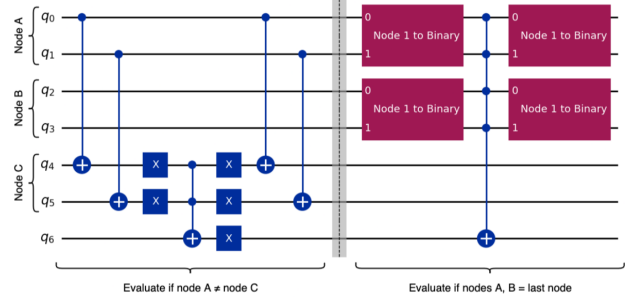 Node A
q0
q1
Node B
q2
q3
Node C
q4
q5
q6
X X
X X
X
0
Node 1 to Binary
1
0
Node 1 to Binary
1
0
Node 1 to Binary
1
0
Node 1 to Binary
1
Evaluate if node A ≠ node C
Evaluate if nodes A, B = last node